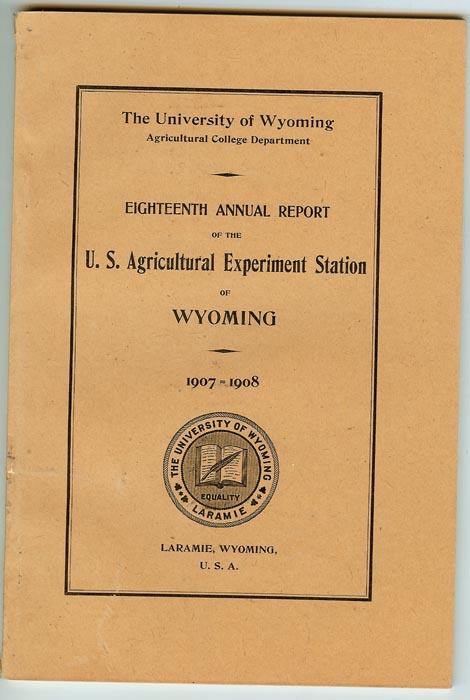 The University of Wyoming
Agricultural College Department
EIGHTEENTH ANNUAL REPORT
OF THE
U. S. Agricultural Experiment Station
OF
WYOMING
1907=1908
THE UNIVERSITY OF WYOMING
EQUALITY
LARAMIE
LARAMIE, WYOMING,
U. S. A.